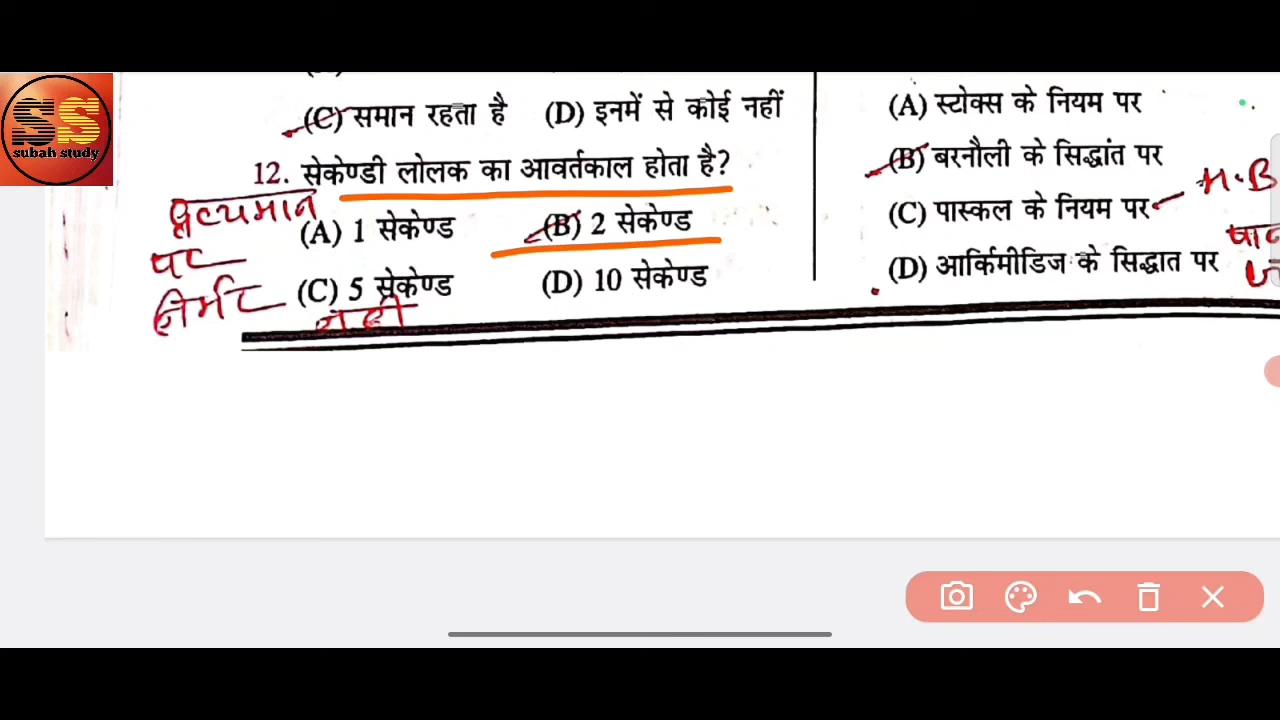 SS
subah study
(C) समान रहता है (D) इनमें से कोई नहीं
12. सेकेण्डी लोलक का आवर्तकाल होता है?
(A) 1 सेकेण्ड (B) 2 सेकेण्ड
(C) 5 सेकेण्ड (D) 10 सेकेण्ड
द्रव्यमान
पर
निर्भर
नही
(A) स्टोक्स के नियम पर
(B) बरनौली के सिद्धांत पर
(C) पास्कल के नियम पर
(D) आर्किमीडिज के सिद्धात पर